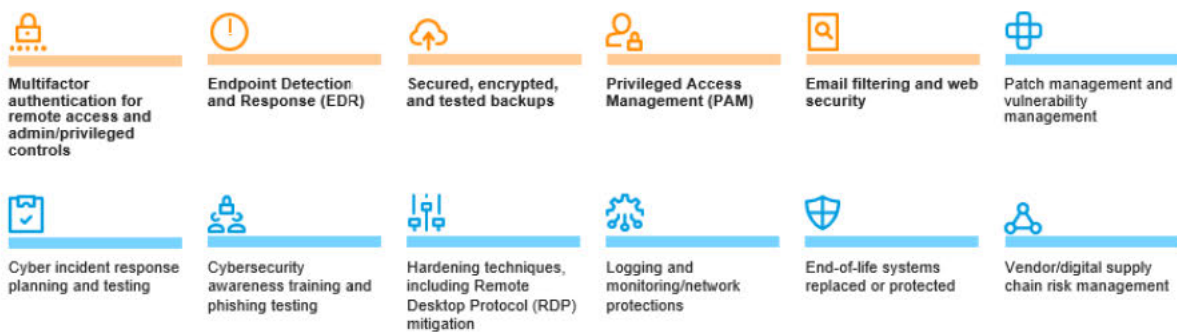 Multifactor
authentication for
remote access and
admin/privileged
controls
Endpoint Detection
and Response (EDR)
Secured, encrypted,
and tested backups
Privileged Access
Management (PAM)
Email filtering and web
security
Patch management and
vulnerability
management
Cyber incident response
planning and testing
Cybersecurity
awareness training and
phishing testing
Hardening techniques,
including Remote
Desktop Protocol (RDP)
mitigation
Logging and
monitoring/network
protections
End-of-life systems
replaced or protected
Vendor/digital supply
chain risk management